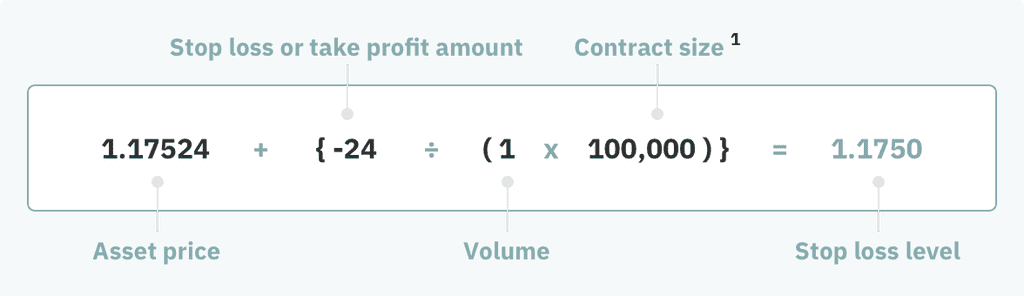 Stop loss or take profit amount
Contract size ¹
1.17524 + { -24 ÷ ( 1 x 100,000 ) } = 1.1750
Asset price
Volume
Stop loss level